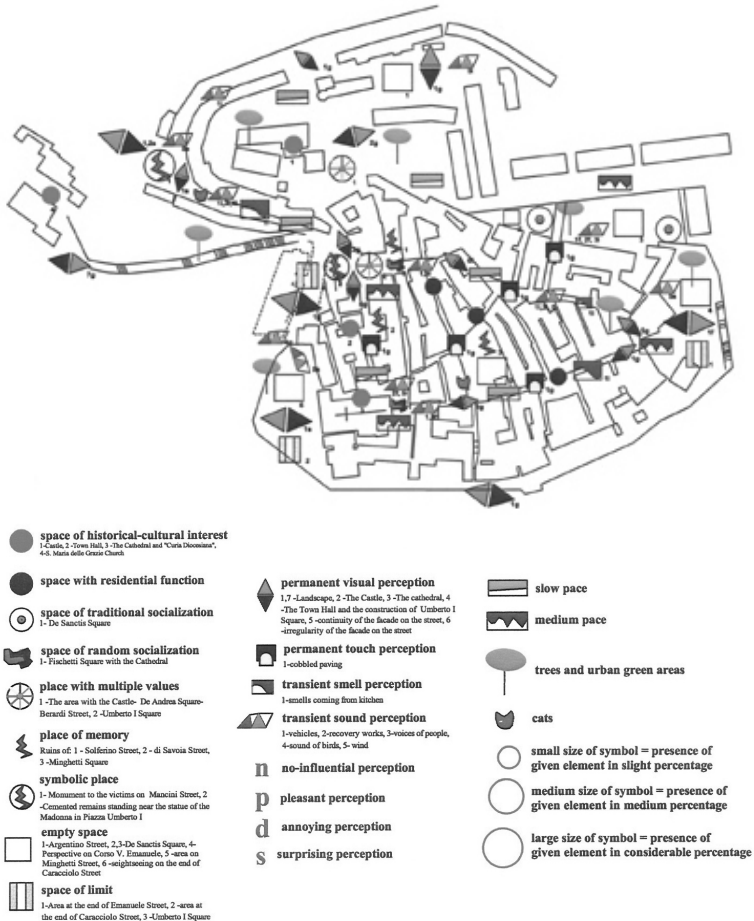 space of historical-cultural interest
1-Castle, 2 -Town Hall, 3 -The Cathedral and "Curia Diocesana",
4-S. Maria delle Grazie Church
space with residential function
space of traditional socialization
1- De Sanctis Square
space of random socialization
1- Fischetti Square with the Cathedral
place with multiple values
1 -The area with the Castle- De Andrea Square-
Berardi Street, 2 -Umberto I Square
place of memory
Ruins of: 1 - Solferino Street, 2 - di Savoia Street,
3 -Minghetti Square
symbolic place
1- Monument to the victims on Mancini Street, 2
-Cemented remains standing near the statue of the
Madonna in Piazza Umberto I
empty space
1-Argentino Street, 2,3-De Sanctis Square, 4-
Perspective on Corso V. Emanuele, 5 -area on
Minghetti Street, 6 -seightseeing on the end of
Caracciolo Street
space of limit
1-Area at the end of Emanuele Street, 2 -area at
the end of Caracciolo Street, 3 -Umberto I Square
permanent visual perception
1,7 -Landscape, 2 -The Castle, 3 -The cathedral, 4
-The Town Hall and the construction of Umberto I
Square, 5 -continuity of the facade on the street, 6
-irregularity of the facade on the street
permanent touch perception
1-cobbled paving
transient smell perception
1-smells coming from kitchen
transient sound perception
1-vehicles, 2-recovery works, 3-voices of people,
4-sound of birds, 5- wind
n no-influential perception
p pleasant perception
d annoying perception
s surprising perception
slow pace
medium pace
trees and urban green areas
cats
small size of symbol = presence of
given element in slight percentage
medium size of symbol = presence of
given element in medium percentage
large size of symbol = presence of
given element in considerable percentage